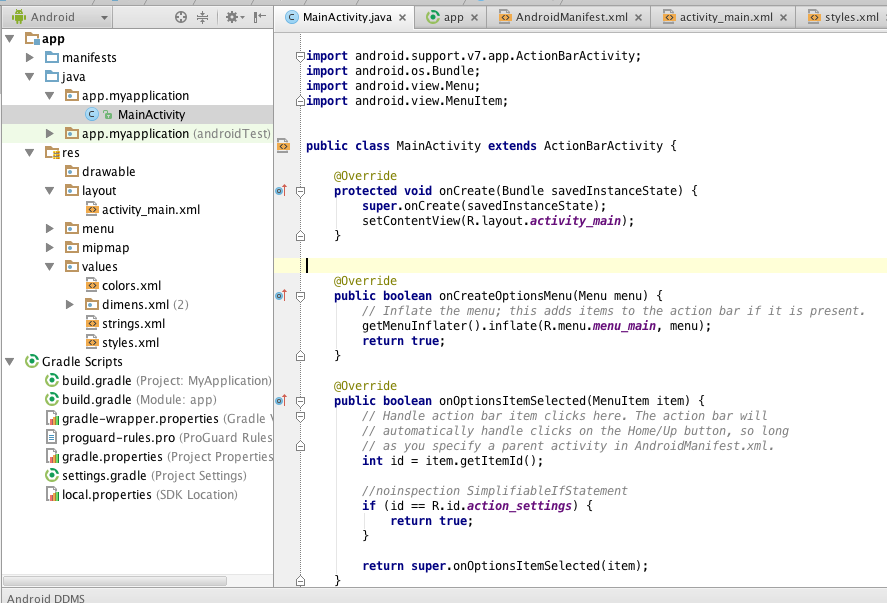 Android
MainActivity.java
app
AndroidManifest.xml
activity_main.xml
styles.xml
app
manifests
java
app.myapplication
MainActivity
app.myapplication (androidTest)
res
drawable
layout
activity_main.xml
menu
mipmap
values
colors.xml
dimens.xml (2)
strings.xml
styles.xml
Gradle Scripts
build.gradle (Project: MyApplication)
build.gradle (Module: app)
gradle-wrapper.properties (Gradle V
proguard-rules.pro (ProGuard Rules
gradle.properties (Project Properties
settings.gradle (Project Settings)
local.properties (SDK Location)
import android.support.v7.app.ActionBarActivity;
import android.os.Bundle;
import android.view.Menu;
import android.view.MenuItem;
public class MainActivity extends ActionBarActivity {
@Override
protected void onCreate(Bundle savedInstanceState) {
super.onCreate(savedInstanceState);
setContentView(R.layout.activity_main);
}
@Override
public boolean onCreateOptionsMenu(Menu menu) {
// Inflate the menu; this adds items to the action bar if it is present.
getMenuInflater().inflate(R.menu.menu_main, menu);
return true;
}
@Override
public boolean onOptionsItemSelected(MenuItem item) {
// Handle action bar item clicks here. The action bar will
// automatically handle clicks on the Home/Up button, so long
// as you specify a parent activity in AndroidManifest.xml.
int id = item.getItemId();
//noinspection SimplifiableIfStatement
if (id == R.id.action_settings) {
return true;
}
return super.onOptionsItemSelected(item);
}
Android DDMS